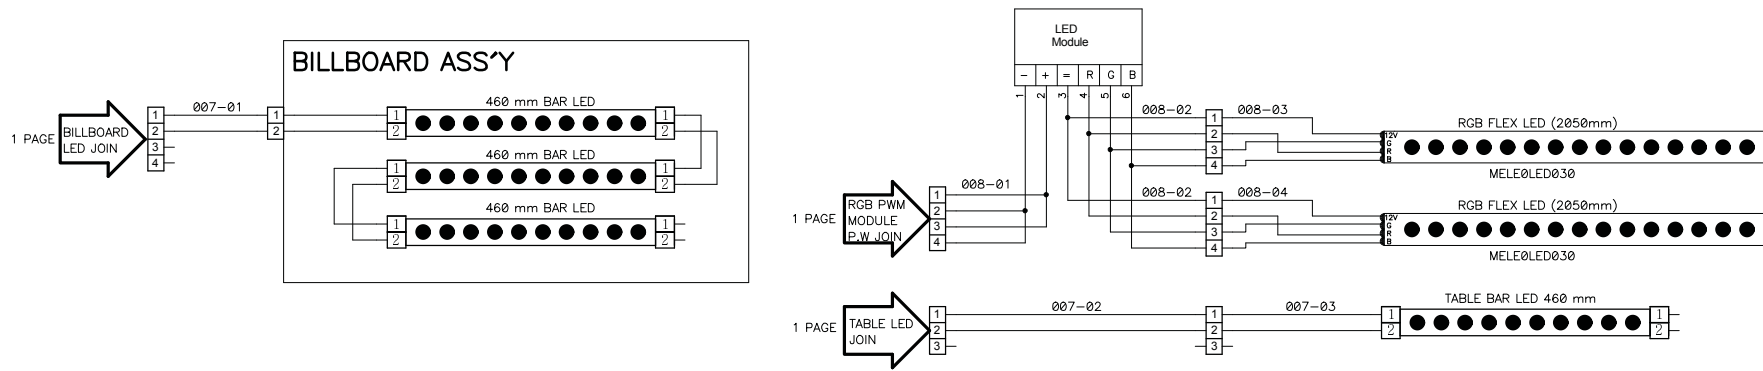 BILLBOARD ASS'Y
1 PAGE
BILLBOARD
LED JOIN
1
2
3
4
007-01
1
2
460 mm BAR LED
1
2
1
2
460 mm BAR LED
1
2
1
2
460 mm BAR LED
1
2
1
2
LED
Module
- + = R G B
1 2 3 4 5 6
1 PAGE
RGB PWM
MODULE
P.W JOIN
1
2
3
4
008-01
008-02
1
2
3
4
008-03
RGB FLEX LED (2050mm)
12V
G
R
B
MELE0LED030
008-02
1
2
3
4
008-04
RGB FLEX LED (2050mm)
12V
G
R
B
MELE0LED030
1 PAGE
TABLE LED
JOIN
1
2
3
007-02
1
2
3
007-03
TABLE BAR LED 460 mm
1
2
1
2